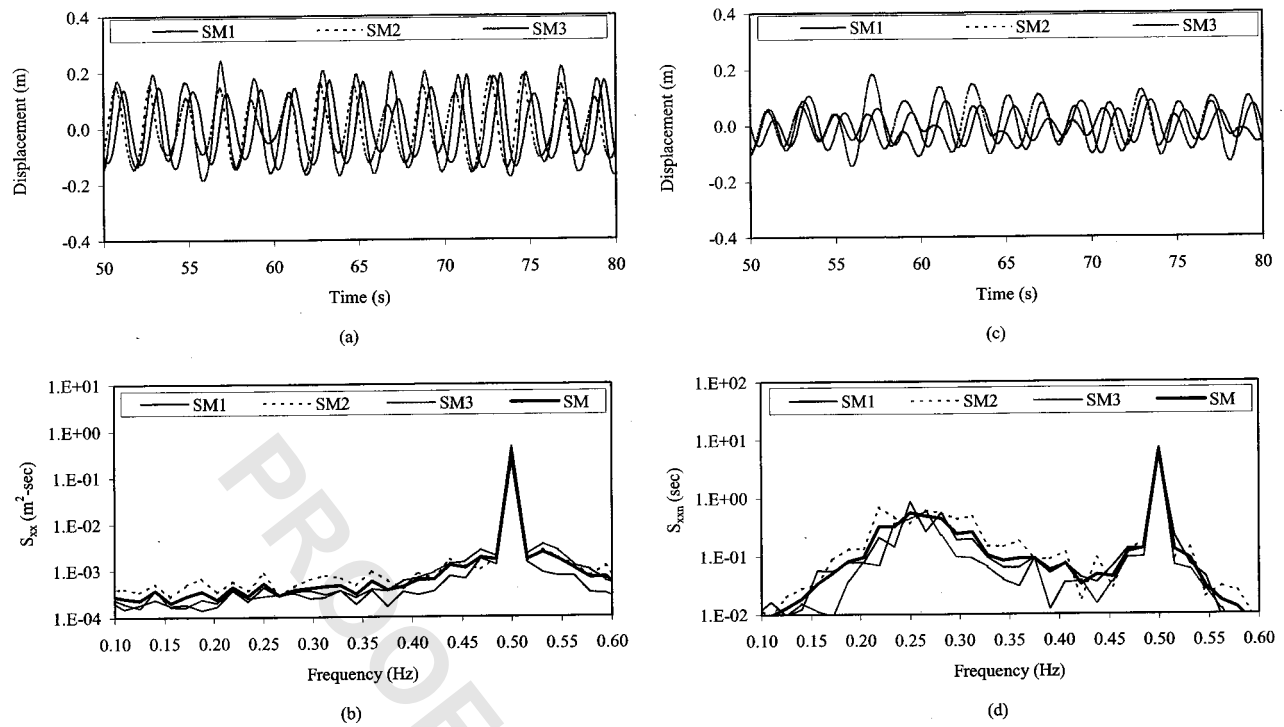 SM1 SM2 SM3
Displacement (m)
0.4
0.2
0.0
-0.2
-0.4
50 55 60 65 70 75 80
Time (s)
(a)
SM1 SM2 SM3
Displacement (m)
0.4
0.2
0.0
-0.2
-0.4
50 55 60 65 70 75 80
Time (s)
(c)
SM1 SM2 SM3 SM
Sxx (m²-sec)
1.E+01
1.E+00
1.E-01
1.E-02
1.E-03
1.E-04
0.10 0.15 0.20 0.25 0.30 0.35 0.40 0.45 0.50 0.55 0.60
Frequency (Hz)
(b)
SM1 SM2 SM3 SM
Sxxn (sec)
1.E+02
1.E+01
1.E+00
1.E-01
1.E-02
0.10 0.15 0.20 0.25 0.30 0.35 0.40 0.45 0.50 0.55 0.60
Frequency (Hz)
(d)
PROOF